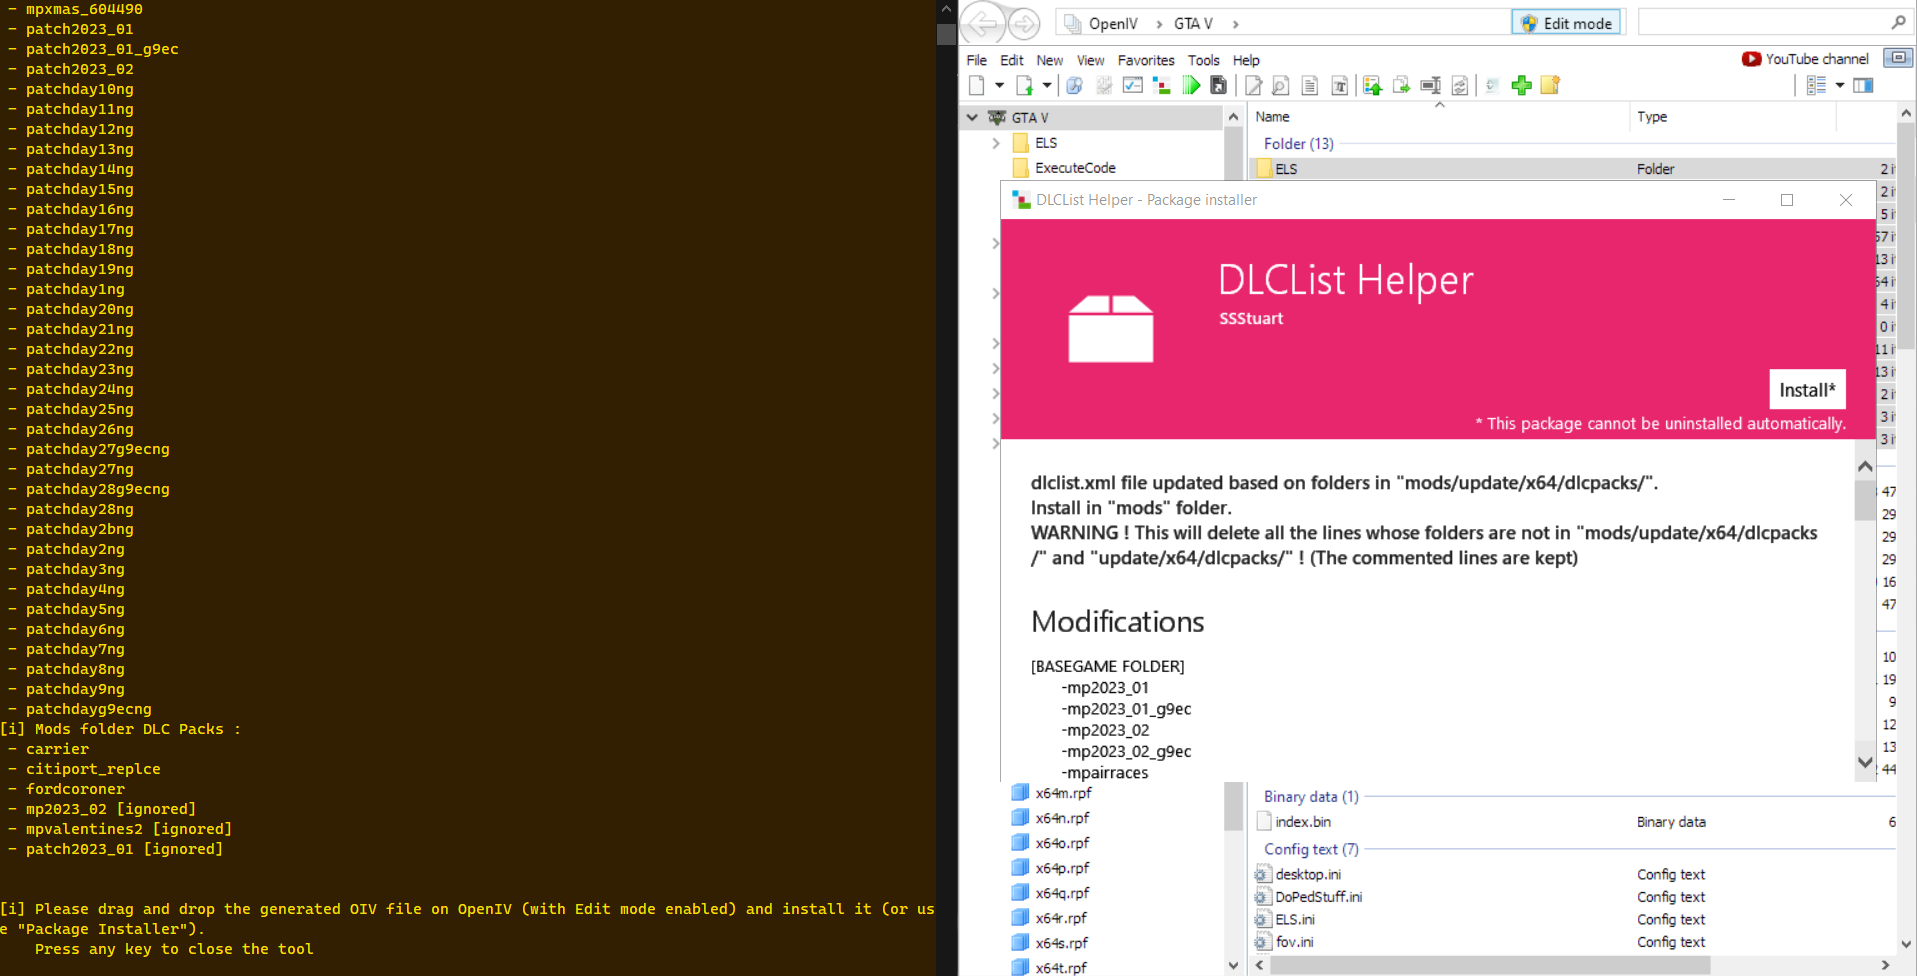 - mpxmas_604490
- patch2023_01
- patch2023_01_g9ec
- patch2023_02
- patchday10ng
- patchday11ng
- patchday12ng
- patchday13ng
- patchday14ng
- patchday15ng
- patchday16ng
- patchday17ng
- patchday18ng
- patchday19ng
- patchday1ng
- patchday20ng
- patchday21ng
- patchday22ng
- patchday23ng
- patchday24ng
- patchday25ng
- patchday26ng
- patchday27g9ecng
- patchday27ng
- patchday28g9ecng
- patchday28ng
- patchday2bng
- patchday2ng
- patchday3ng
- patchday4ng
- patchday5ng
- patchday6ng
- patchday7ng
- patchday8ng
- patchday9ng
- patchdayg9ecng
[i] Mods folder DLC Packs :
- carrier
- citiport_replce
- fordcoroner
- mp2023_02 [ignored]
- mpvalentines2 [ignored]
- patch2023_01 [ignored]
[i] Please drag and drop the generated OIV file on OpenIV (with Edit mode enabled) and install it (or us
e "Package Installer").
Press any key to close the tool
OpenIV > GTA V >
Edit mode
File Edit New View Favorites Tools Help
YouTube channel
GTA V
ELS
ExecuteCode
Name Type
Folder (13)
ELS Folder 2 i
DLCList Helper - Package installer
DLCList Helper
SSStuart
Install*
* This package cannot be uninstalled automatically.
dlclist.xml file updated based on folders in "mods/update/x64/dlcpacks/".
Install in "mods" folder.
WARNING ! This will delete all the lines whose folders are not in "mods/update/x64/dlcpacks
/" and "update/x64/dlcpacks/" ! (The commented lines are kept)
Modifications
[BASEGAME FOLDER]
-mp2023_01
-mp2023_01_g9ec
-mp2023_02
-mp2023_02_g9ec
-mpairraces
2 i
5 i
57 i
13 i
54 i
4 i
0 i
11 i
13 i
2 i
3 i
3 i
47
29
29
29
16
47
10
19
9
12
13
44
x64m.rpf
x64n.rpf
x64o.rpf
x64p.rpf
x64q.rpf
x64r.rpf
x64s.rpf
x64t.rpf
Binary data (1)
index.bin Binary data 6
Config text (7)
desktop.ini Config text
DoPedStuff.ini Config text
ELS.ini Config text
fov.ini Config text